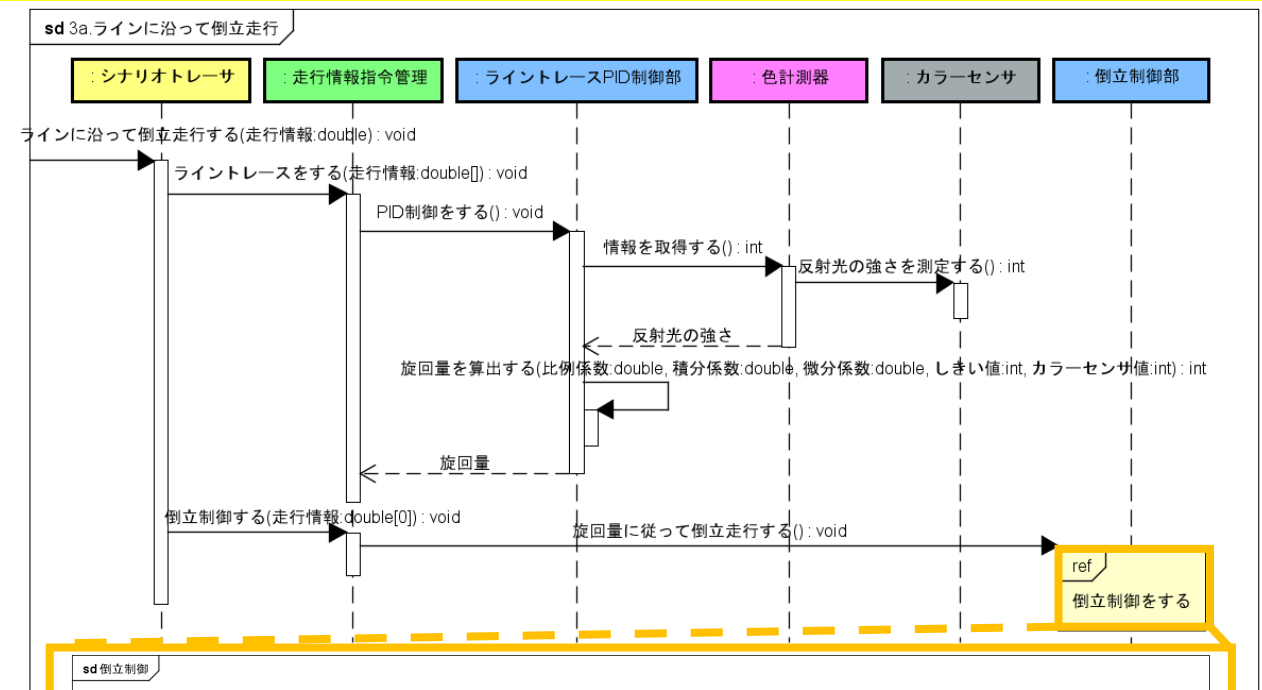 sd 3a.ラインに沿って倒立走行
: シナリオトレーサ
: 走行情報指令管理
: ライントレースPID制御部
: 色計測器
: カラーセンサ
: 倒立制御部
ラインに沿って倒立走行する(走行情報:double) : void
ライントレースをする(走行情報:double[]) : void
PID制御をする() : void
情報を取得する() : int
反射光の強さを測定する() : int
反射光の強さ
旋回量を算出する(比例係数:double, 積分係数:double, 微分係数:double, しきい値:int, カラーセンサ値:int) : int
旋回量
倒立制御する(走行情報:double[0]) : void
旋回量に従って倒立走行する() : void
ref
倒立制御をする
sd 倒立制御